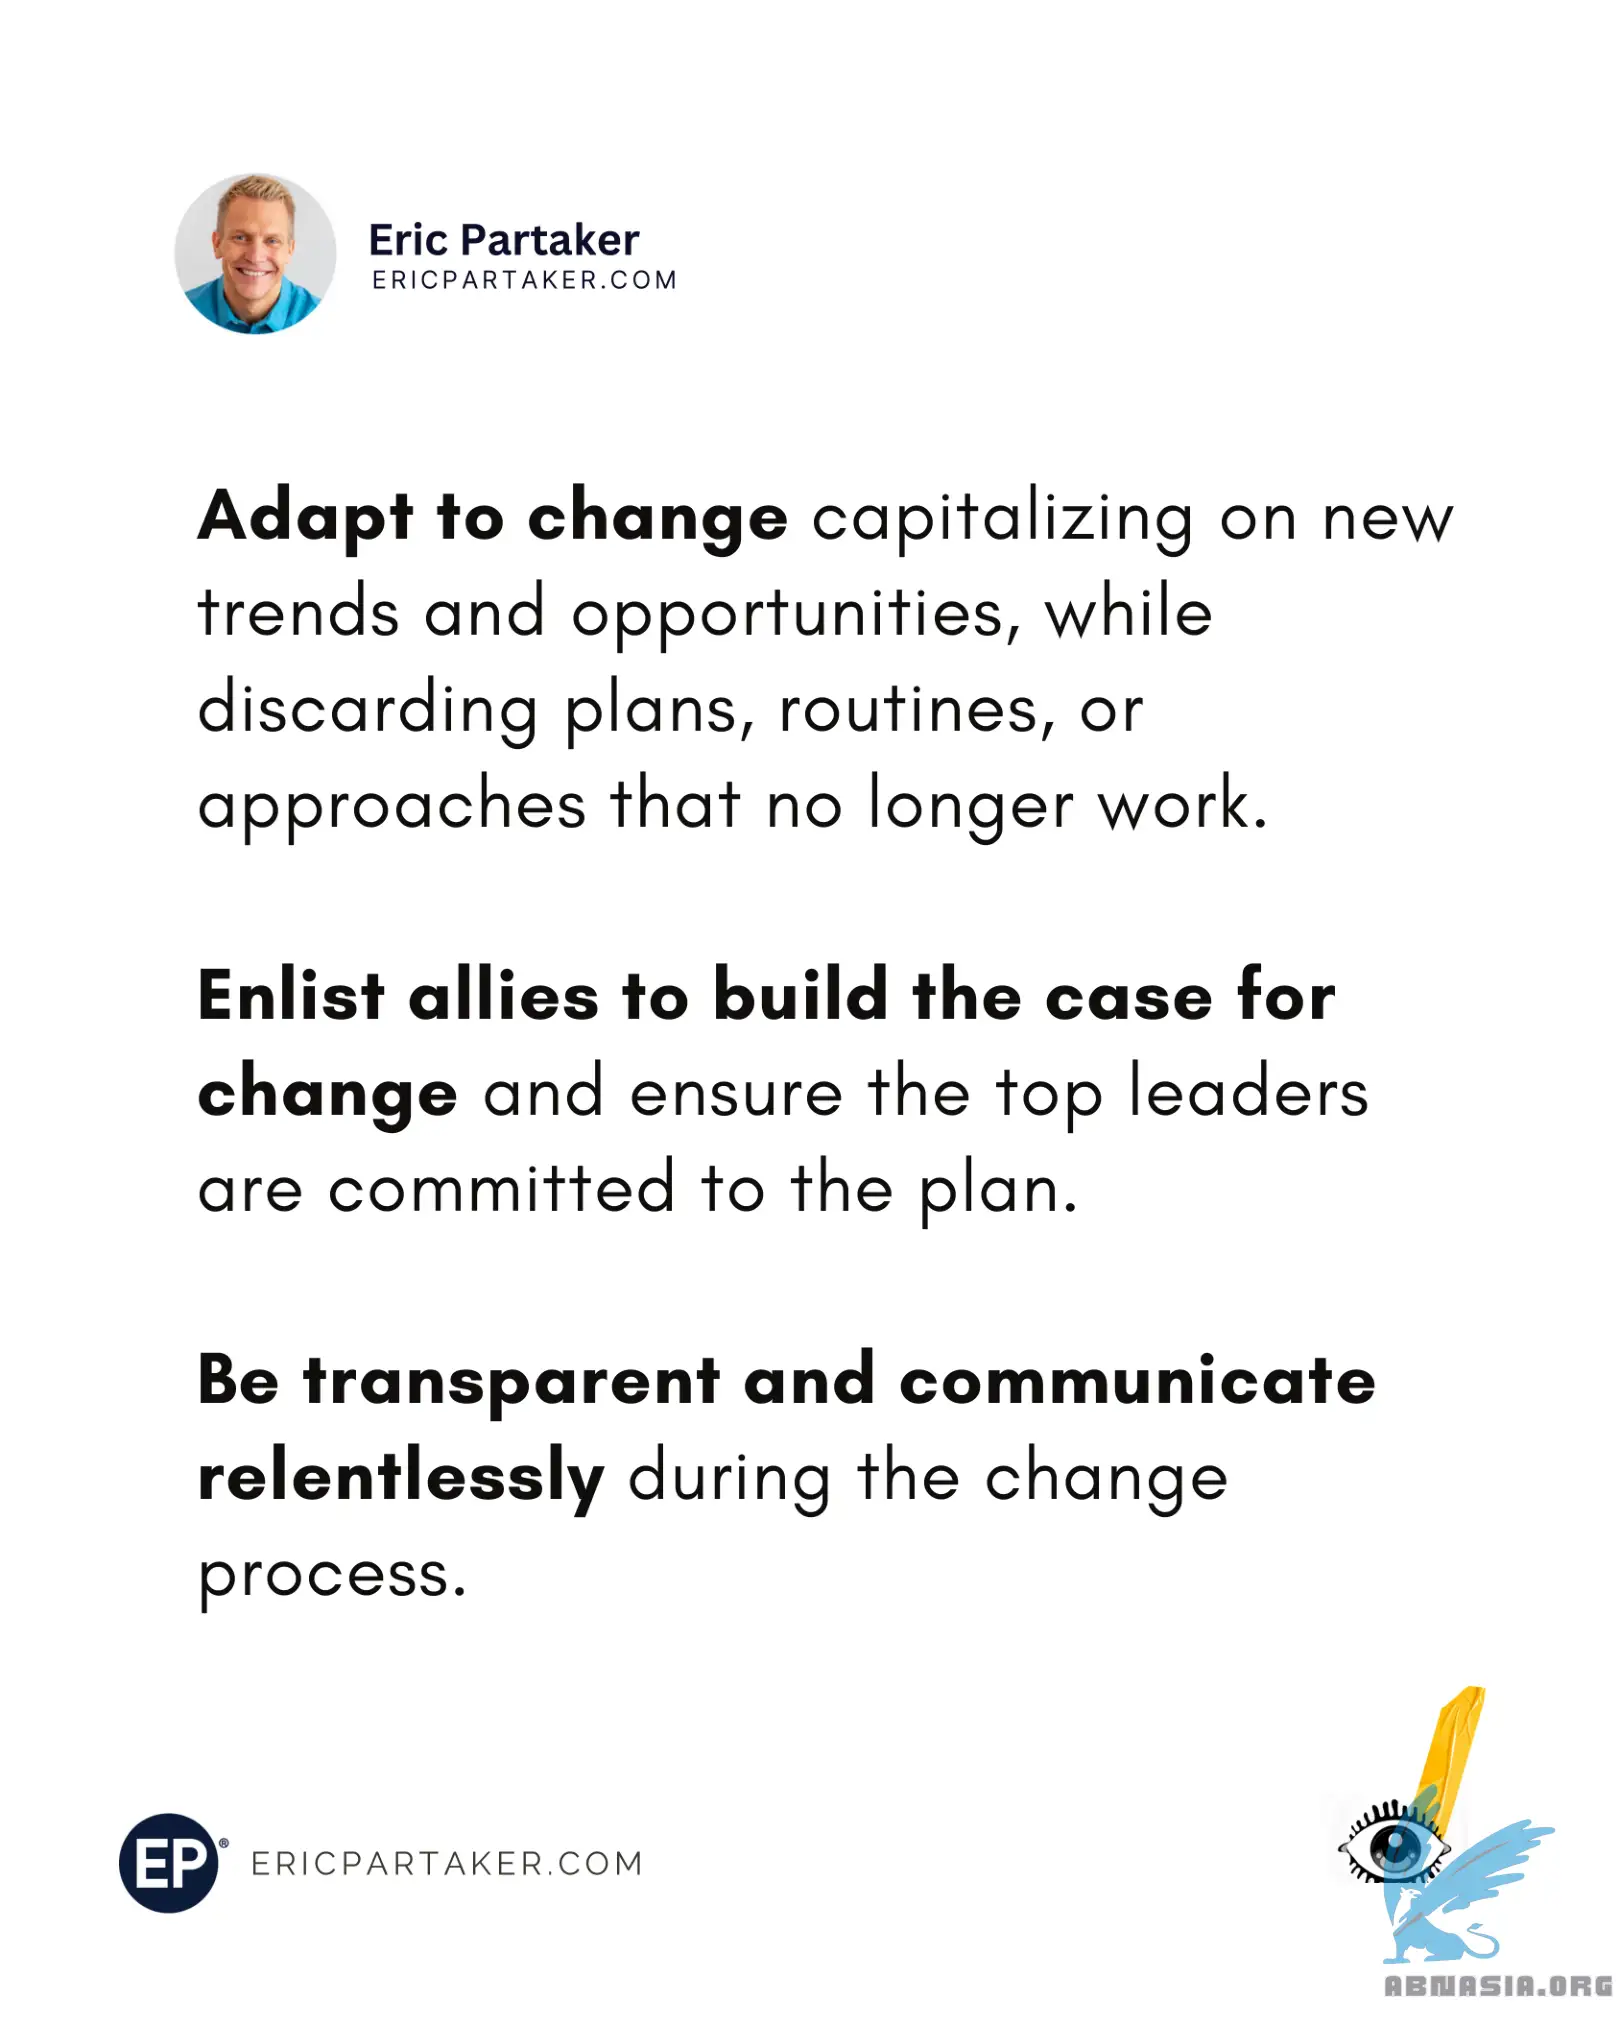 Eric Partaker
ERICPARTAKER.COM
Adapt to change capitalizing on new
trends and opportunities, while
discarding plans, routines, or
approaches that no longer work.
Enlist allies to build the case for
change and ensure the top leaders
are committed to the plan.
Be transparent and communicate
relentlessly during the change
process.
EP® ERICPARTAKER.COM
ABNASIA.ORG